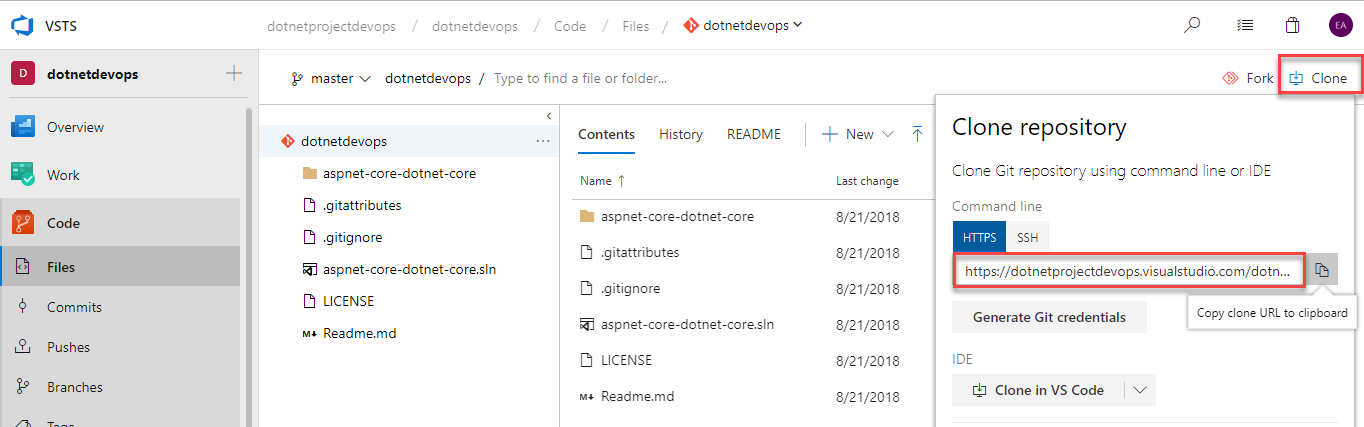 VSTS
dotnetprojectdevops / dotnetdevops / Code / Files / dotnetdevops
EA
D dotnetdevops
Overview
Work
Code
Files
Commits
Pushes
Branches
Tags
master dotnetdevops / Type to find a file or folder...
Fork Clone
dotnetdevops ...
aspnet-core-dotnet-core
.gitattributes
.gitignore
aspnet-core-dotnet-core.sln
LICENSE
M↓ Readme.md
Contents History README New
Name ↑ Last change
aspnet-core-dotnet-core 8/21/2018
.gitattributes 8/21/2018
.gitignore 8/21/2018
aspnet-core-dotnet-core.sln 8/21/2018
LICENSE 8/21/2018
M↓ Readme.md 8/21/2018
Clone repository
Clone Git repository using command line or IDE
Command line
HTTPS SSH
https://dotnetprojectdevops.visualstudio.com/dotn...
Copy clone URL to clipboard
Generate Git credentials
IDE
Clone in VS Code